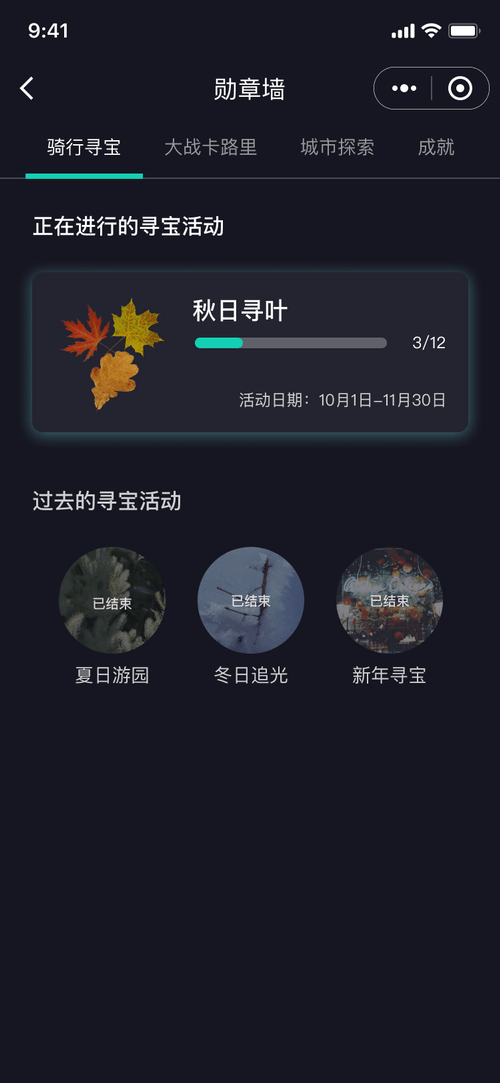 9:41
勋章墙
骑行寻宝 大战卡路里 城市探索 成就
正在进行的寻宝活动
秋日寻叶
3/12
活动日期：10月1日-11月30日
过去的寻宝活动
已结束 已结束 已结束
夏日游园 冬日追光 新年寻宝